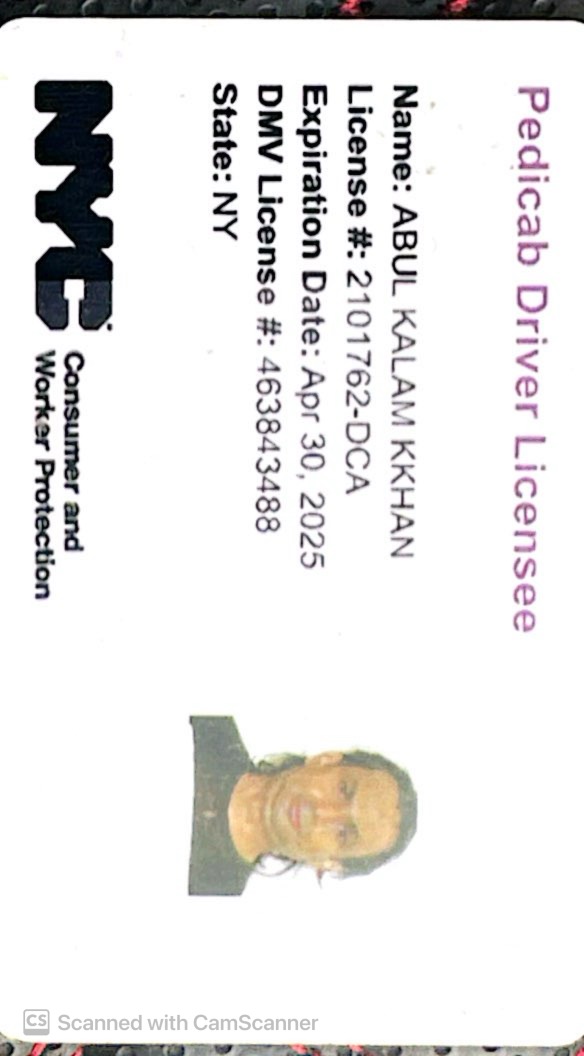 Pedicab Driver Licensee
Name: ABUL KALAM KKHAN
License #: 2101762-DCA
Expiration Date: Apr 30, 2025
DMV License #: 463843488
State: NY
NYC
Consumer and
Worker Protection
CS Scanned with CamScanner